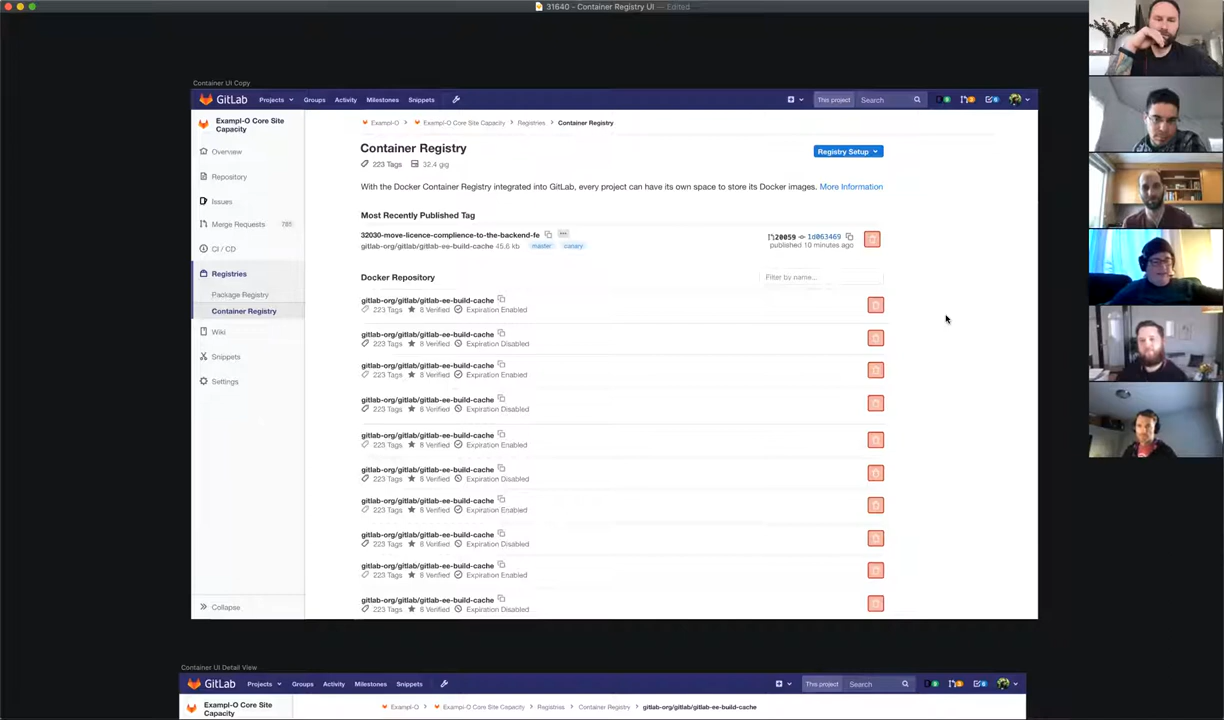 31640 - Container Registry UI — Edited
Container UI Copy
GitLab Projects Groups Activity Milestones Snippets This project Search
Exampl-O Core Site Capacity
Overview
Repository
Issues
Merge Requests 785
CI / CD
Registries
Package Registry
Container Registry
Wiki
Snippets
Settings
Collapse
Exampl-O > Exampl-O Core Site Capacity > Registries > Container Registry
Container Registry
Registry Setup
223 Tags 32.4 gig
With the Docker Container Registry integrated into GitLab, every project can have its own space to store its Docker images. More Information
Most Recently Published Tag
32030-move-licence-complience-to-the-backend-fe
gitlab-org/gitlab/gitlab-ee-build-cache 45.6 kb master canary
!20059 1d063469
published 10 minutes ago
Docker Repository
Filter by name...
gitlab-org/gitlab/gitlab-ee-build-cache
223 Tags 8 Verified Expiration Enabled
gitlab-org/gitlab/gitlab-ee-build-cache
223 Tags 8 Verified Expiration Disabled
gitlab-org/gitlab/gitlab-ee-build-cache
223 Tags 8 Verified Expiration Enabled
gitlab-org/gitlab/gitlab-ee-build-cache
223 Tags 8 Verified Expiration Disabled
gitlab-org/gitlab/gitlab-ee-build-cache
223 Tags 8 Verified Expiration Enabled
gitlab-org/gitlab/gitlab-ee-build-cache
223 Tags 8 Verified Expiration Disabled
gitlab-org/gitlab/gitlab-ee-build-cache
223 Tags 8 Verified Expiration Enabled
gitlab-org/gitlab/gitlab-ee-build-cache
223 Tags 8 Verified Expiration Disabled
gitlab-org/gitlab/gitlab-ee-build-cache
223 Tags 8 Verified Expiration Enabled
gitlab-org/gitlab/gitlab-ee-build-cache
223 Tags 8 Verified Expiration Disabled
Container UI Detail View
GitLab Projects Groups Activity Milestones Snippets This project Search
Exampl-O Core Site Capacity
Exampl-O > Exampl-O Core Site Capacity > Registries > Container Registry > gitlab-org/gitlab/gitlab-ee-build-cache